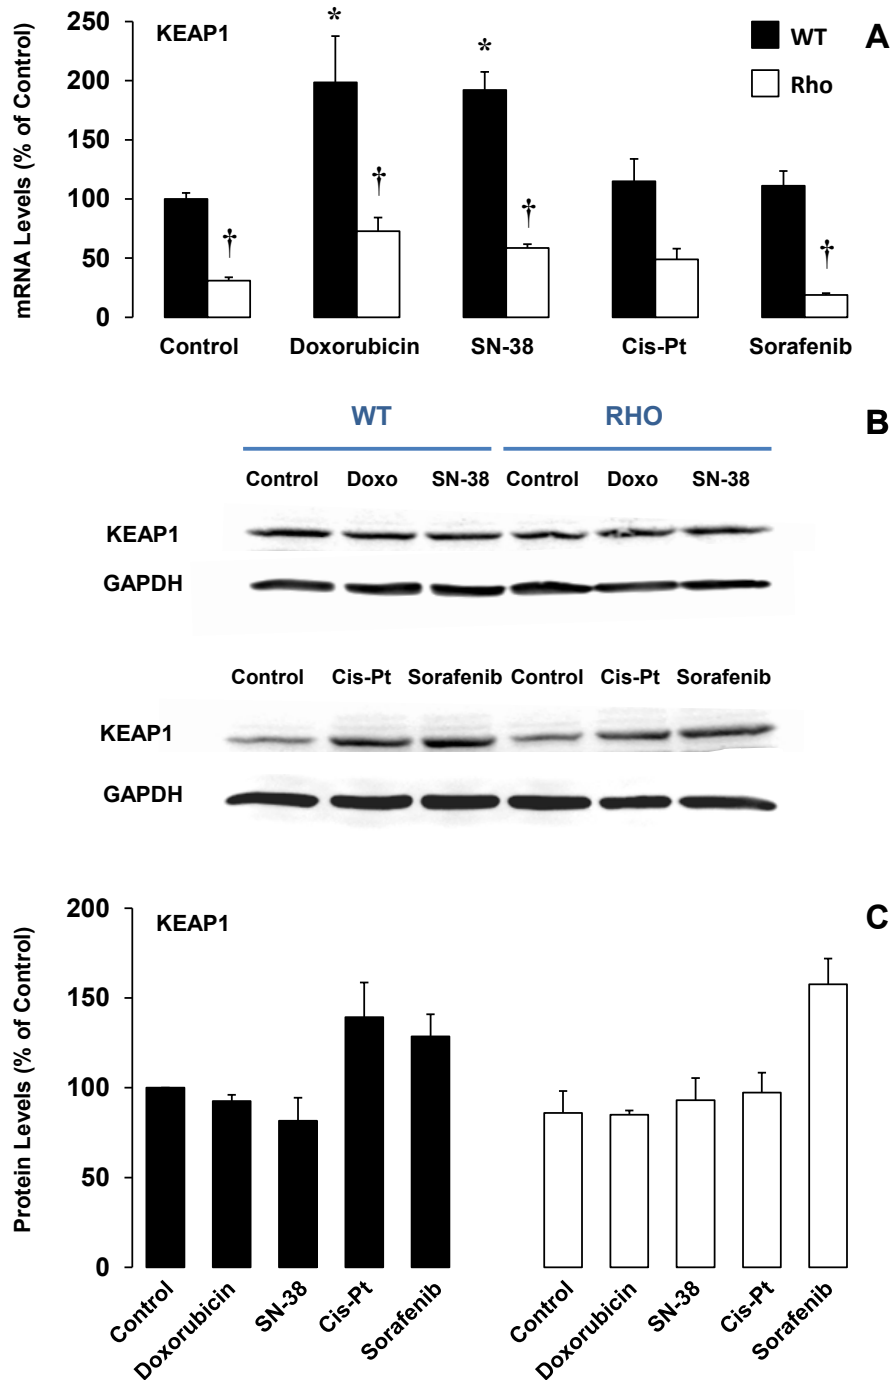 250
KEAP1
*
*
WT
A
200
Rho
150
†
100
†
†
50
†
0
mRNA Levels (% of Control)
Control Doxorubicin SN-38 Cis-Pt Sorafenib
B
WT RHO
Control Doxo SN-38 Control Doxo SN-38
KEAP1
GAPDH
Control Cis-Pt Sorafenib Control Cis-Pt Sorafenib
KEAP1
GAPDH
C
200
KEAP1
150
100
50
0
Protein Levels (% of Control)
Control Doxorubicin SN-38 Cis-Pt Sorafenib Control Doxorubicin SN-38 Cis-Pt Sorafenib